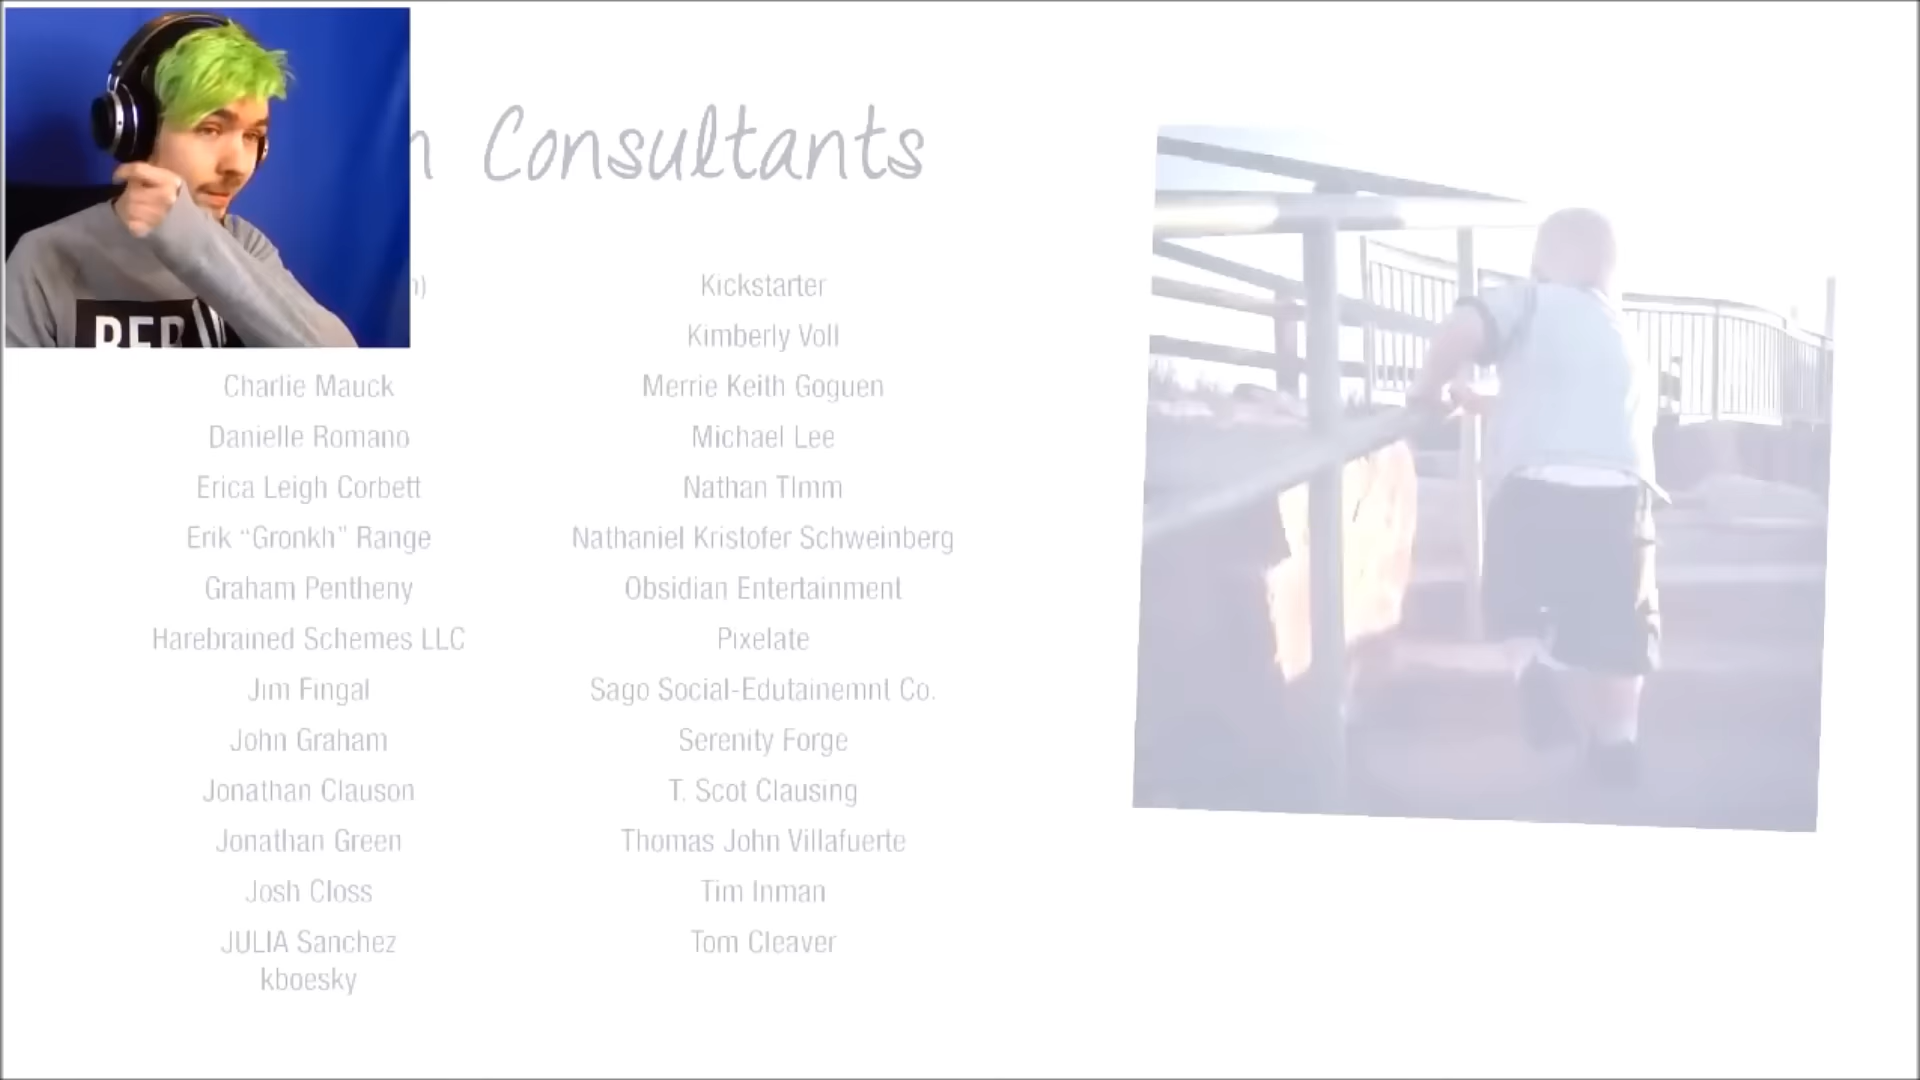 Consultants
Charlie Mauck
Danielle Romano
Erica Leigh Corbett
Erik “Gronkh” Range
Graham Pentheny
Harebrained Schemes LLC
Jim Fingal
John Graham
Jonathan Clauson
Jonathan Green
Josh Closs
JULIA Sanchez
kboesky
Kickstarter
Kimberly Voll
Merrie Keith Goguen
Michael Lee
Nathan TImm
Nathaniel Kristofer Schweinberg
Obsidian Entertainment
Pixelate
Sago Social-Edutainemnt Co.
Serenity Forge
T. Scot Clausing
Thomas John Villafuerte
Tim Inman
Tom Cleaver